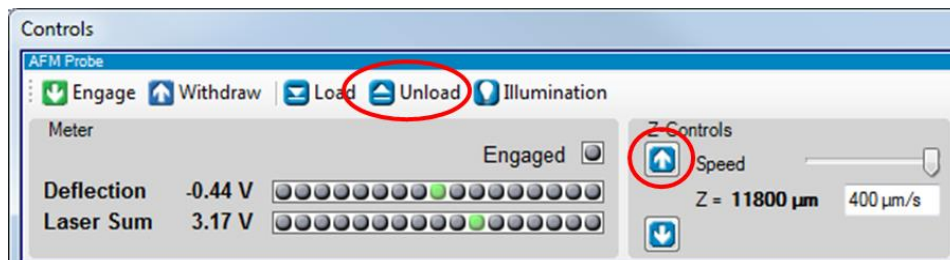 Controls
AFM Probe
Engage Withdraw Load Unload Illumination
Meter
Engaged
Deflection -0.44 V
Laser Sum 3.17 V
Z Controls
Speed
Z = 11800 µm 400 µm/s